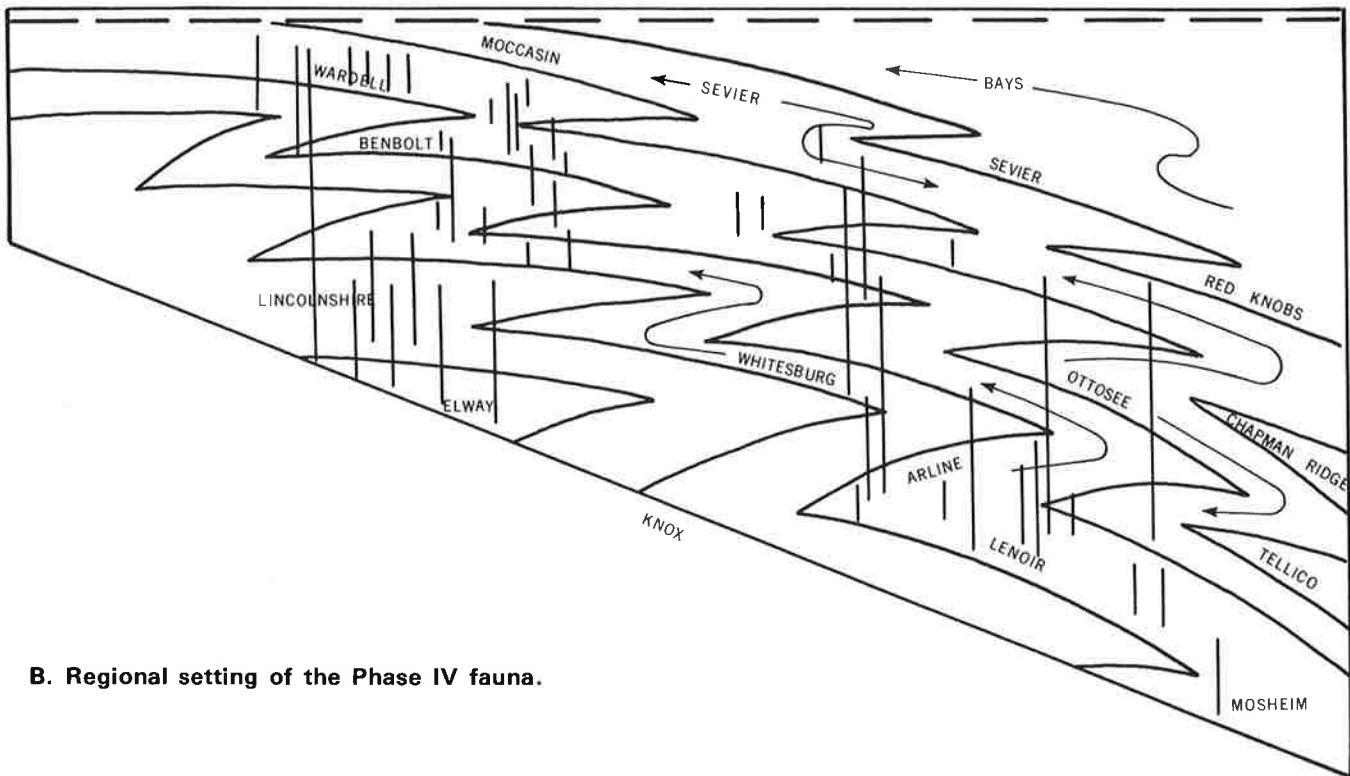 MOCCASIN
WARDELL
SEVIER
BAYS
BENBOLT
SEVIER
LINCOLNSHIRE
RED KNOBS
WHITESBURG
OTTOSEE
ELWAY
CHAPMAN RIDGE
ARLINE
KNOX
LENOIR
TELLICO
B. Regional setting of the Phase IV fauna.
MOSHEIM